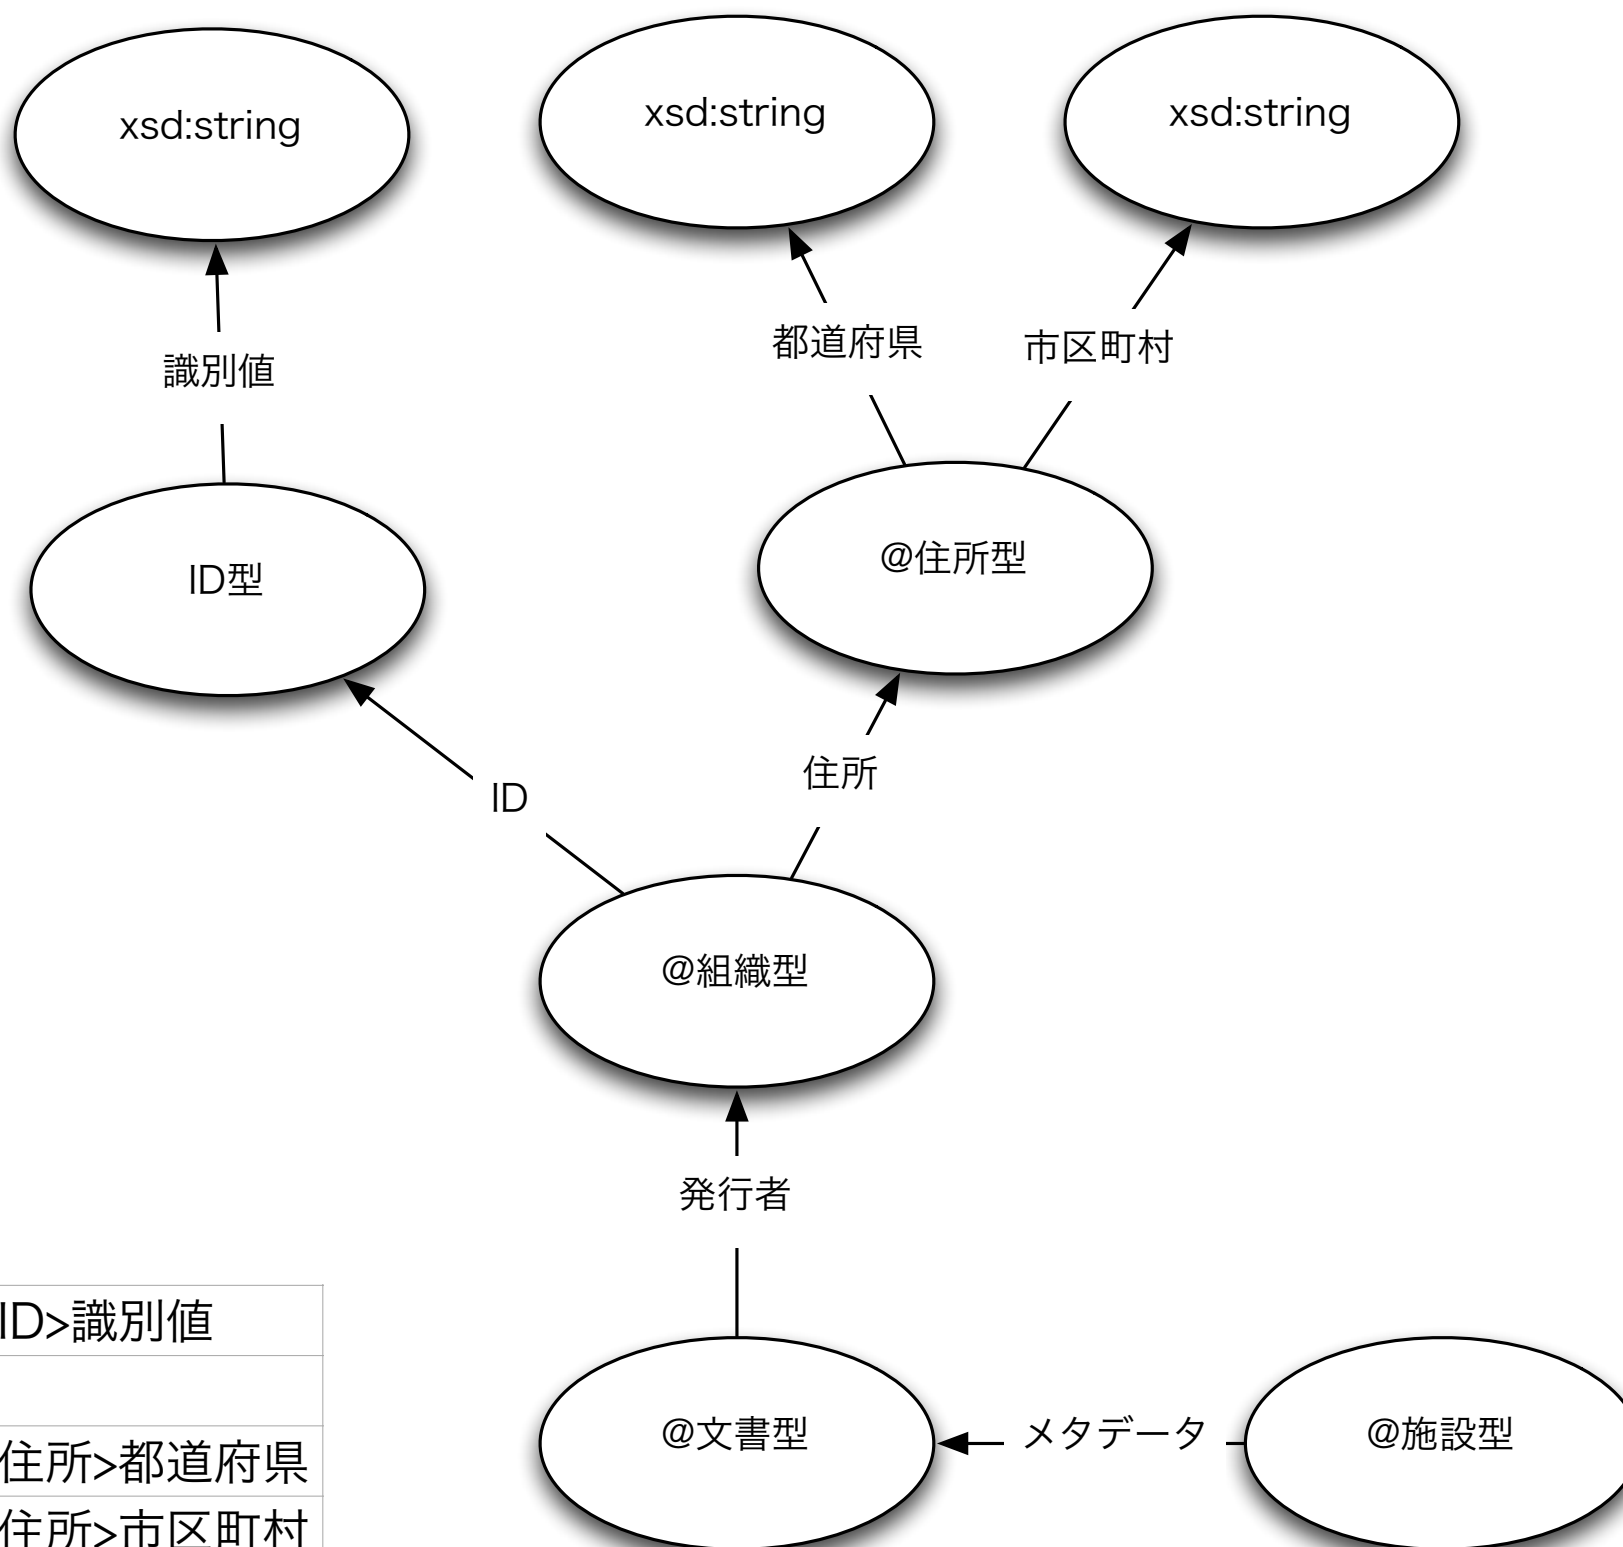 xsd:string
xsd:string
xsd:string
識別値
都道府県
市区町村
ID型
@住所型
ID
住所
@組織型
発行者
ID>識別値
住所>都道府県
住所>市区町村
@文書型
メタデータ
@施設型